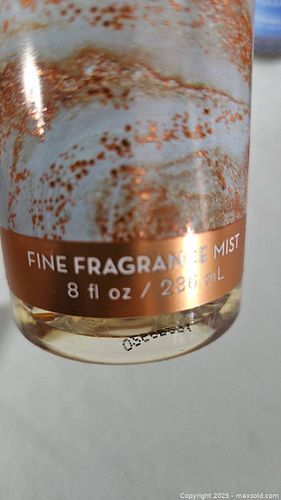 FINE FRAGRANCE MIST
8 fl oz / 236 mL
Copyright 2025 - maxsold.com